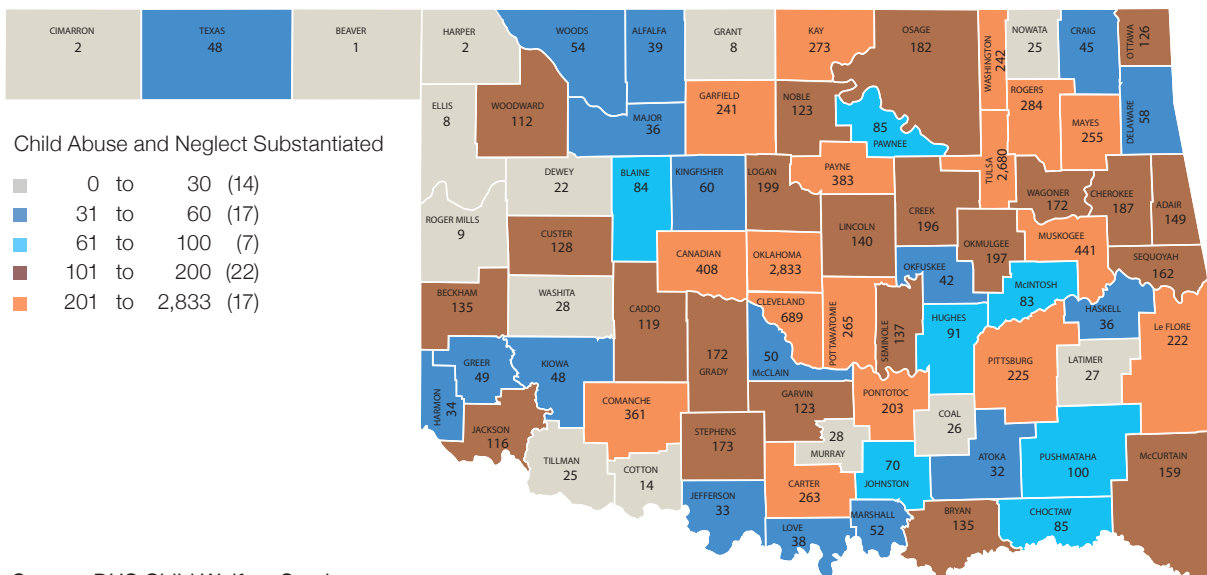 CIMARRON
2
TEXAS
48
BEAVER
1
HARPER
2
WOODS
54
ALFALFA
39
GRANT
8
KAY
273
OSAGE
182
WASHINGTON
242
NOWATA
25
CRAIG
45
OTTAWA
126
ELLIS
8
WOODWARD
112
MAJOR
36
GARFIELD
241
NOBLE
123
85
PAWNEE
ROGERS
284
MAYES
255
DELAWARE
58
Child Abuse and Neglect Substantiated
0 to 30 (14)
31 to 60 (17)
61 to 100 (7)
101 to 200 (22)
201 to 2,833 (17)
DEWEY
22
BLAINE
84
KINGFISHER
60
LOGAN
199
PAYNE
383
TULSA
2,680
WAGONER
172
CHEROKEE
187
ADAIR
149
ROGER MILLS
9
CUSTER
128
CANADIAN
408
OKLAHOMA
2,833
LINCOLN
140
CREEK
196
OKMULGEE
197
MUSKOGEE
441
SEQUOYAH
162
BECKHAM
135
WASHITA
28
CADDO
119
172
GRADY
CLEVELAND
689
50
McCLAIN
POTTAWATOMIE
265
SEMINOLE
137
OKFUSKEE
42
HUGHES
91
McINTOSH
83
HASKELL
36
Le FLORE
222
GREER
49
KIOWA
48
HARMON
34
JACKSON
116
COMANCHE
361
GARVIN
123
PONTOTOC
203
PITTSBURG
225
LATIMER
27
TILLMAN
25
COTTON
14
STEPHENS
173
28
MURRAY
COAL
26
ATOKA
32
PUSHMATAHA
100
McCURTAIN
159
JEFFERSON
33
CARTER
263
70
JOHNSTON
LOVE
38
MARSHALL
52
BRYAN
135
CHOCTAW
85